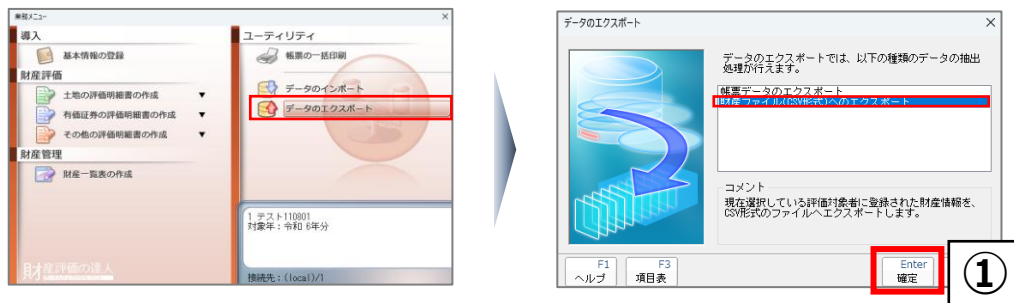 業務メニュー
導入
基本情報の登録
財産評価
土地の評価明細書の作成 ▼
有価証券の評価明細書の作成 ▼
その他の評価明細書の作成 ▼
財産管理
財産一覧表の作成
財産評価の達人
ユーティリティ
帳票の一括印刷
データのインポート
データのエクスポート
1 テスト110801
対象年：令和 6年分
接続先：(local)/1
データのエクスポート
データのエクスポートでは、以下の種類のデータの抽出
処理が行えます。
帳票データのエクスポート
財産ファイル(CSV形式)へのエクスポート
コメント
現在選択している評価対象者に登録された財産情報を、
CSV形式のファイルへエクスポートします。
F1
ヘルプ
F3
項目表
Enter
確定
①